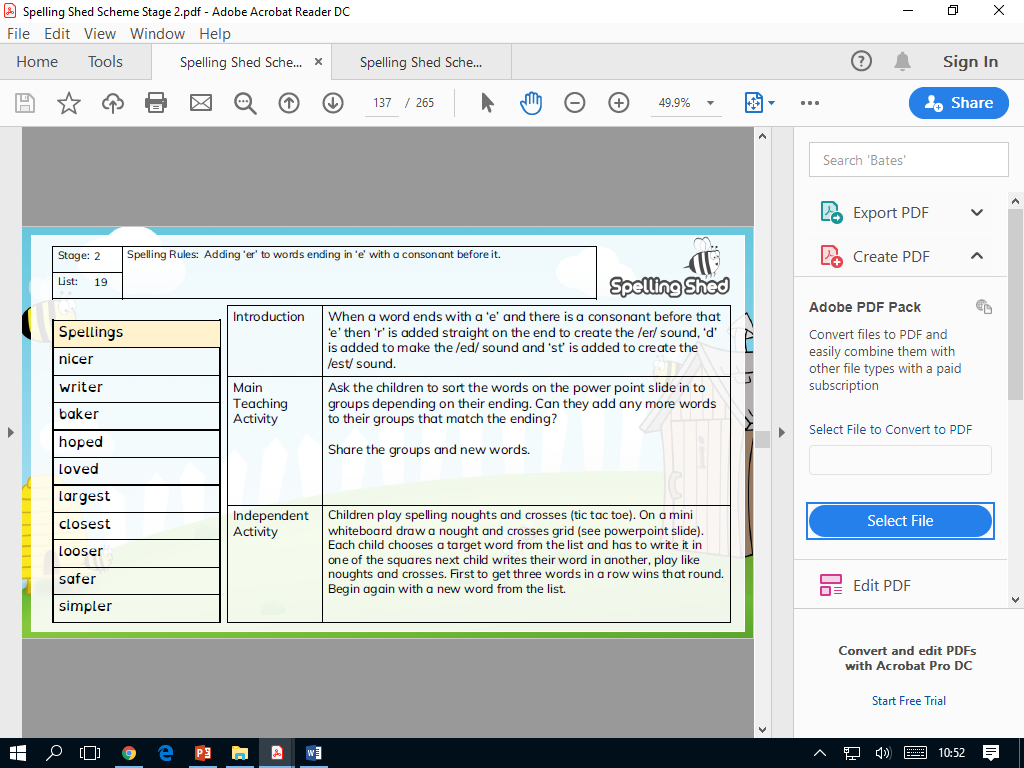 Spelling Shed Scheme Stage 2.pdf - Adobe Acrobat Reader DC
File Edit View Window Help
Home Tools Spelling Shed Sche... × Spelling Shed Sche... Sign In
137 / 265 49.9% Share
Search 'Bates'
Export PDF
Create PDF
Adobe PDF Pack
Convert files to PDF and
easily combine them with
other file types with a paid
subscription
Select File to Convert to PDF
Select File
Edit PDF
Convert and edit PDFs
with Acrobat Pro DC
Start Free Trial
Stage: 2
List: 19
Spelling Rules: Adding ‘er’ to words ending in ‘e’ with a consonant before it.
Spelling Shed
Spellings
nicer
writer
baker
hoped
loved
largest
closest
looser
safer
simpler
Introduction
When a word ends with a ‘e’ and there is a consonant before that
‘e’ then ‘r’ is added straight on the end to create the /er/ sound, ‘d’
is added to make the /ed/ sound and ‘st’ is added to create the
/est/ sound.
Main
Teaching
Activity
Ask the children to sort the words on the power point slide in to
groups depending on their ending. Can they add any more words
to their groups that match the ending?
Share the groups and new words.
Independent
Activity
Children play spelling noughts and crosses (tic tac toe). On a mini
whiteboard draw a nought and crosses grid (see powerpoint slide).
Each child chooses a target word from the list and has to write it in
one of the squares next child writes their word in another, play like
noughts and crosses. First to get three words in a row wins that round.
Begin again with a new word from the list.
10:52